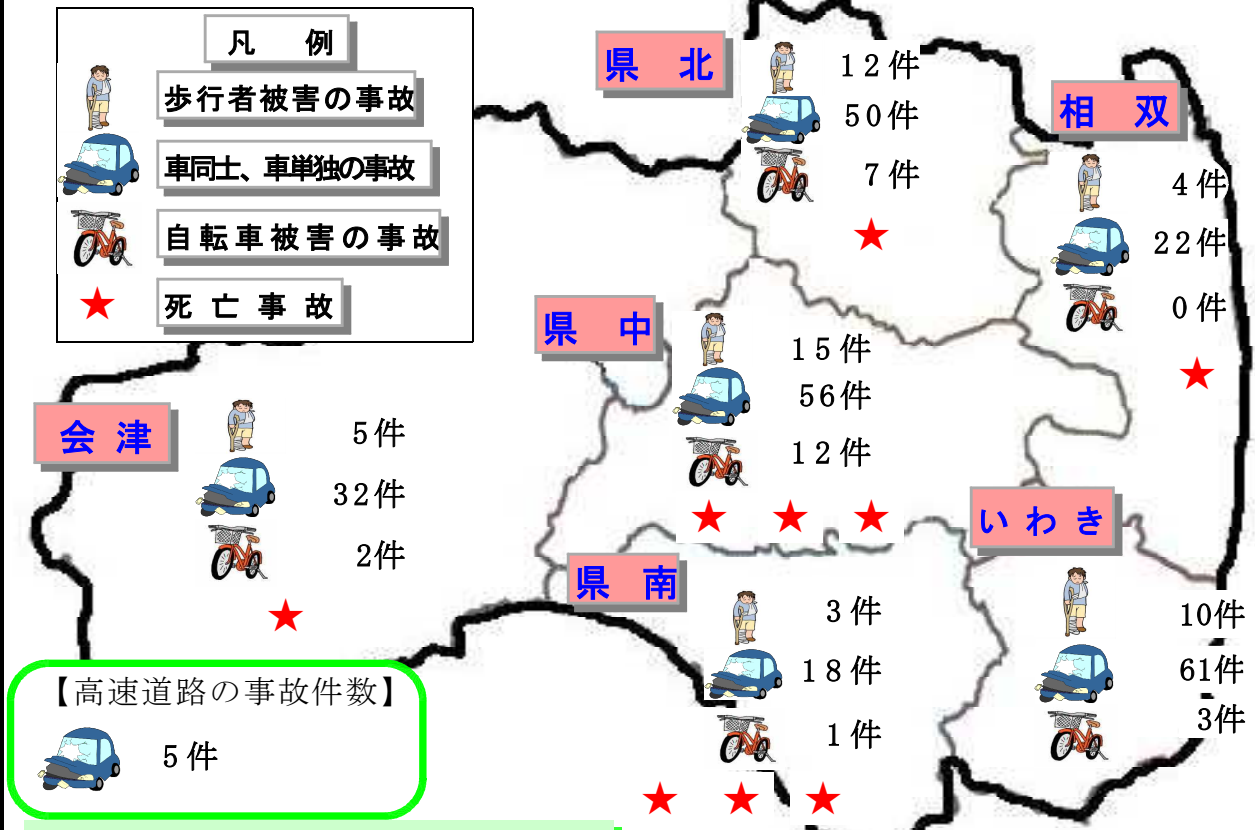 凡 例
歩行者被害の事故
車同士、車単独の事故
自転車被害の事故
死亡事故
県 北
12件
50件
7件
相 双
4件
22件
0件
県 中
15件
56件
12件
会 津
5件
32件
2件
いわき
10件
61件
3件
県 南
3件
18件
1件
【高速道路の事故件数】
5件